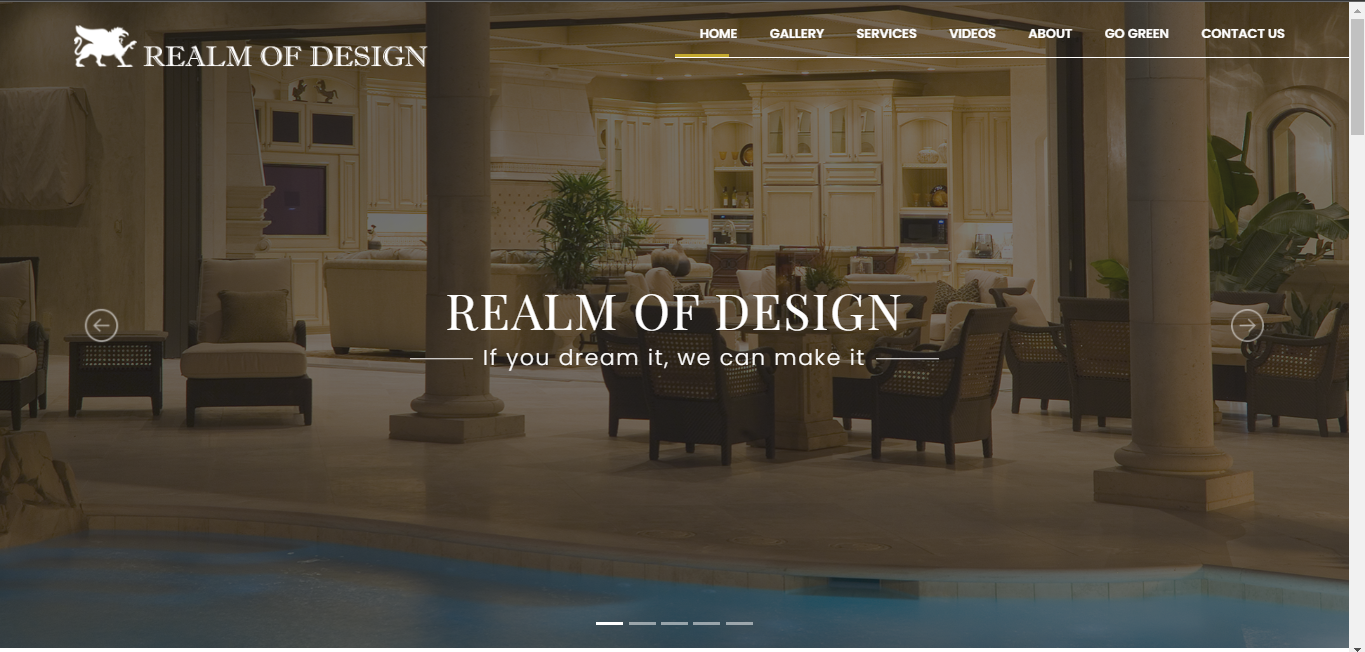 REALM OF DESIGN
HOME GALLERY SERVICES VIDEOS ABOUT GO GREEN CONTACT US
REALM OF DESIGN
If you dream it, we can make it